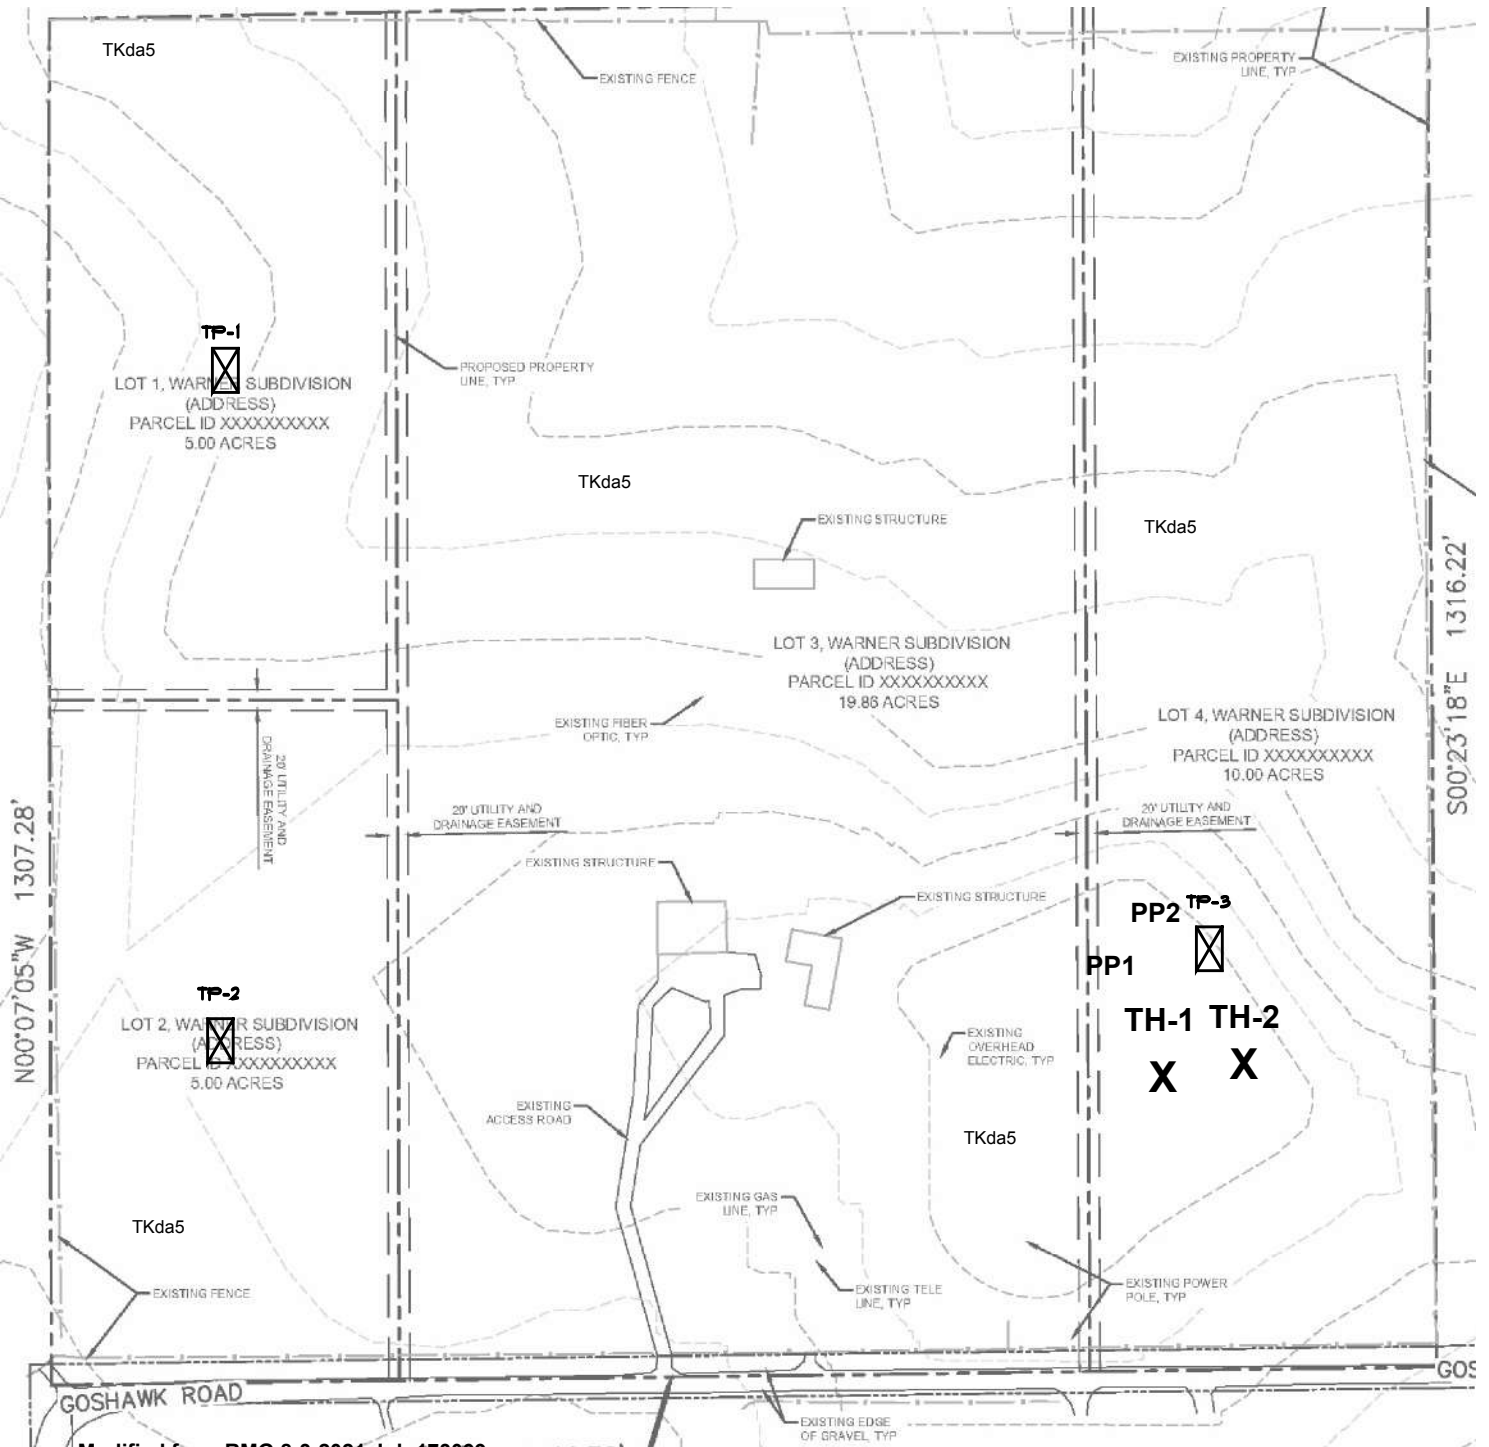 TKda5
EXISTING FENCE
EXISTING PROPERTY
LINE, TYP
TP-1
LOT 1, WARNER SUBDIVISION
(ADDRESS)
PARCEL ID XXXXXXXXXX
5.00 ACRES
PROPOSED PROPERTY
LINE, TYP
TKda5
EXISTING STRUCTURE
TKda5
S00°23'18"E 1316.22'
LOT 3, WARNER SUBDIVISION
(ADDRESS)
PARCEL ID XXXXXXXXXX
19.86 ACRES
EXISTING FIBER
OPTIC, TYP
LOT 4, WARNER SUBDIVISION
(ADDRESS)
PARCEL ID XXXXXXXXXX
10.00 ACRES
20' UTILITY AND
DRAINAGE EASEMENT
N00°07'05"W 1307.28'
20' UTILITY AND
DRAINAGE EASEMENT
20' UTILITY AND
DRAINAGE EASEMENT
EXISTING STRUCTURE
EXISTING STRUCTURE
PP2
TP-3
PP1
TH-1
TH-2
X
X
TP-2
LOT 2, WARNER SUBDIVISION
(ADDRESS)
PARCEL ID XXXXXXXXXX
5.00 ACRES
EXISTING
OVERHEAD
ELECTRIC, TYP
EXISTING
ACCESS ROAD
TKda5
EXISTING GAS
LINE, TYP
TKda5
EXISTING FENCE
EXISTING TELE
LINE, TYP
EXISTING POWER
POLE, TYP
GOSHAWK ROAD
GOS
EXISTING EDGE
OF GRAVEL, TYP